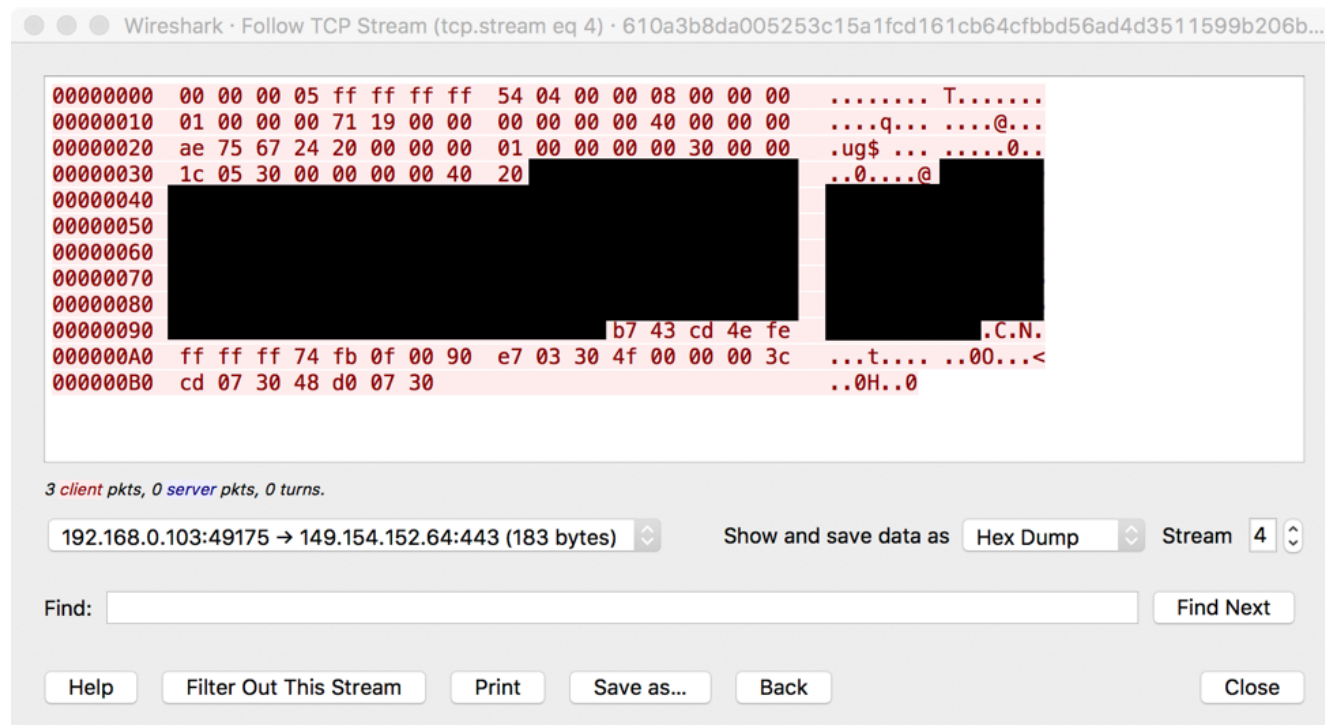 Wireshark · Follow TCP Stream (tcp.stream eq 4) · 610a3b8da005253c15a1fcd161cb64cfbbd56ad4d3511599b206b...
00000000 00 00 00 05 ff ff ff ff 54 04 00 00 08 00 00 00 ........ T.......
00000010 01 00 00 00 71 19 00 00 00 00 00 00 40 00 00 00 ....q... ....@...
00000020 ae 75 67 24 20 00 00 00 01 00 00 00 00 30 00 00 .ug$ ... .....0..
00000030 1c 05 30 00 00 00 00 40 20 ..0....@
00000040
00000050
00000060
00000070
00000080
00000090 b7 43 cd 4e fe .C.N.
000000A0 ff ff ff 74 fb 0f 00 90 e7 03 30 4f 00 00 00 3c ...t.... ..0O...<
000000B0 cd 07 30 48 d0 07 30 ..0H..0
3 client pkts, 0 server pkts, 0 turns.
192.168.0.103:49175 → 149.154.152.64:443 (183 bytes)
Show and save data as Hex Dump Stream 4
Find: Find Next
Help Filter Out This Stream Print Save as... Back Close